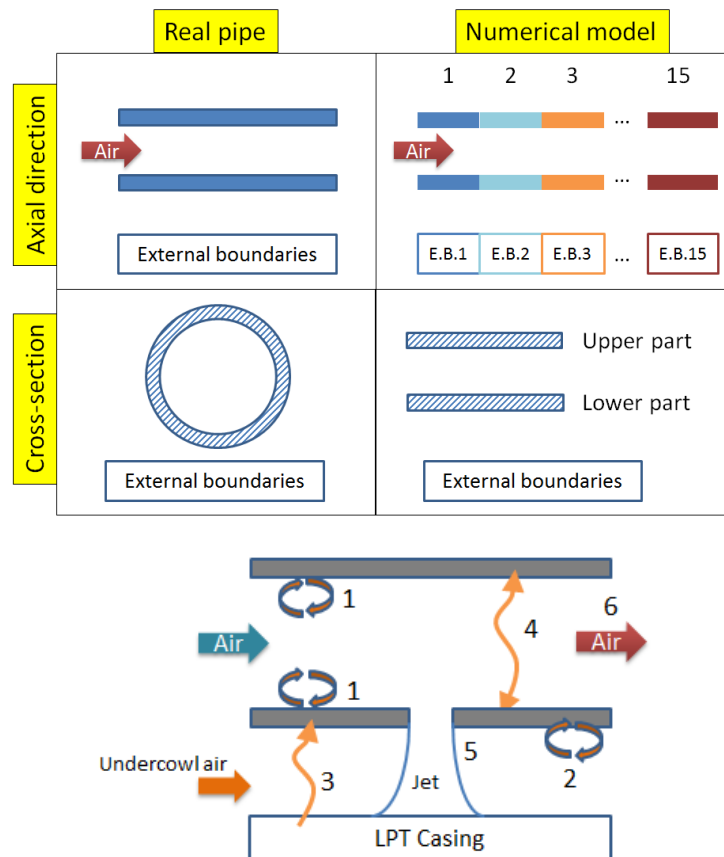 Real pipe
Numerical model
Axial direction
1 2 3 15
Air
Air
...
...
External boundaries
E.B.1 E.B.2 E.B.3 ... E.B.15
Cross-section
Upper part
Lower part
External boundaries
External boundaries
1
6
4
Air
Air
1
5
Undercowl air
3
Jet
2
LPT Casing